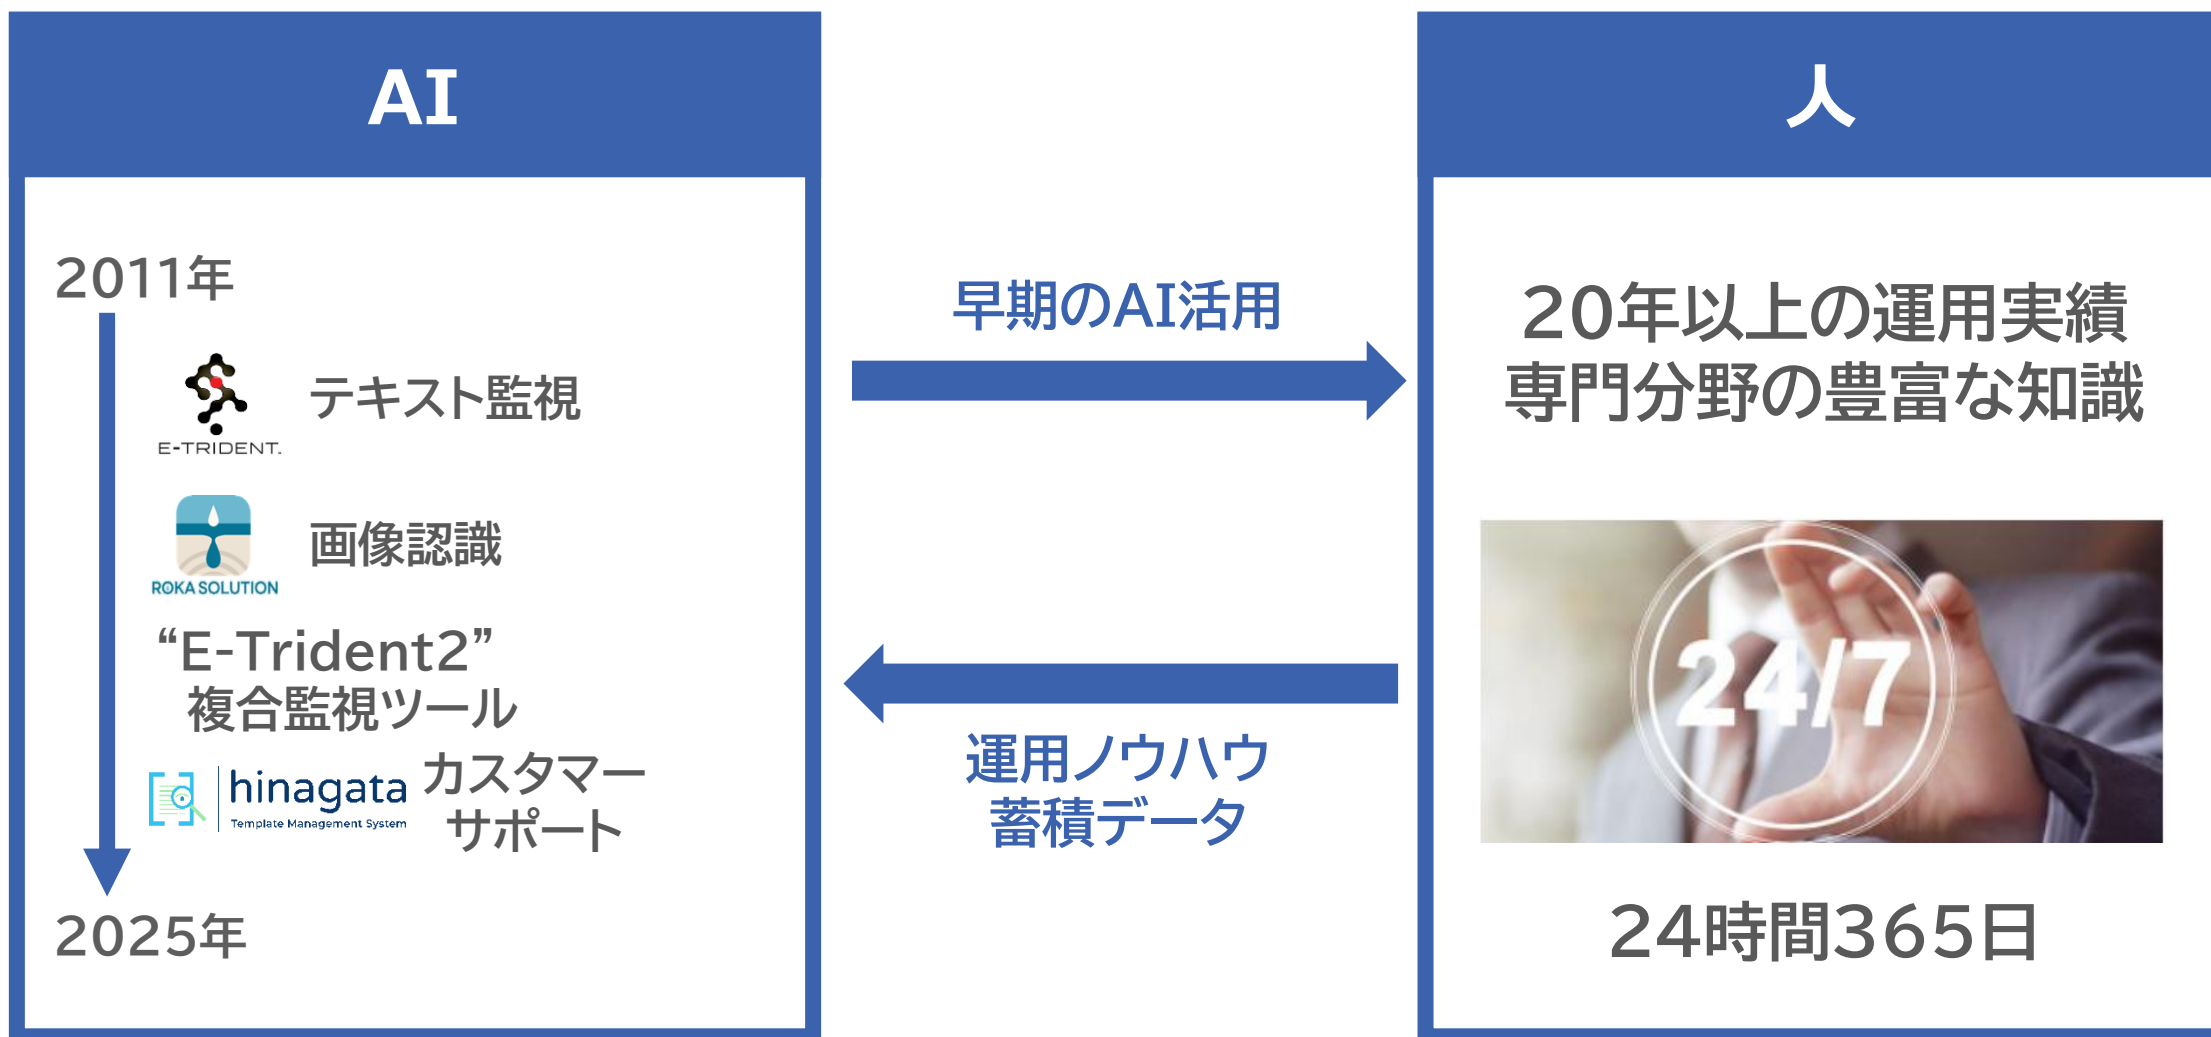 AI
2011年
E-TRIDENT.
テキスト監視
ROKA SOLUTION
画像認識
“E-Trident2”
複合監視ツール
hinagata
Template Management System
カスタマー
サポート
2025年
早期のAI活用
運用ノウハウ
蓄積データ
人
20年以上の運用実績
専門分野の豊富な知識
24/7
24時間365日